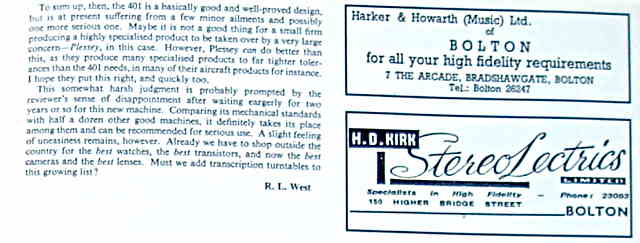 To sum up, then, the 401 is a basically good and well-proved design,
but is at present suffering from a few minor ailments and possibly
one more serious one. Maybe it is not a good thing for a small firm
producing a highly specialised product to be taken over by a very large
concern—Plessey, in this case. However, Plessey can do better than
this, as they produce many specialised products to far tighter toler-
ances than the 401 needs, in many of their aircraft products for instance.
I hope they put this right, and quickly too.
This somewhat harsh judgment is probably prompted by the
reviewer's sense of disappointment after waiting eargerly for two
years or so for this new machine. Comparing its mechanical standards
with half a dozen other good machines, it definitely takes its place
among them and can be recommended for serious use. A slight feeling
of uneasiness remains, however. Already we have to shop outside the
country for the best watches, the best transistors, and now the best
cameras and the best lenses. Must we add transcription turntables to
this growing list?
R. L. West
Harker & Howarth (Music) Ltd.
of
BOLTON
for all your high fidelity requirements
7 THE ARCADE, BRADSHAWGATE, BOLTON
Tel.: Bolton 26247
H. D. KIRK
StereoLectrics
LIMITED
Specialists in High Fidelity – Phone: 23063
150 HIGHER BRIDGE STREET
BOLTON